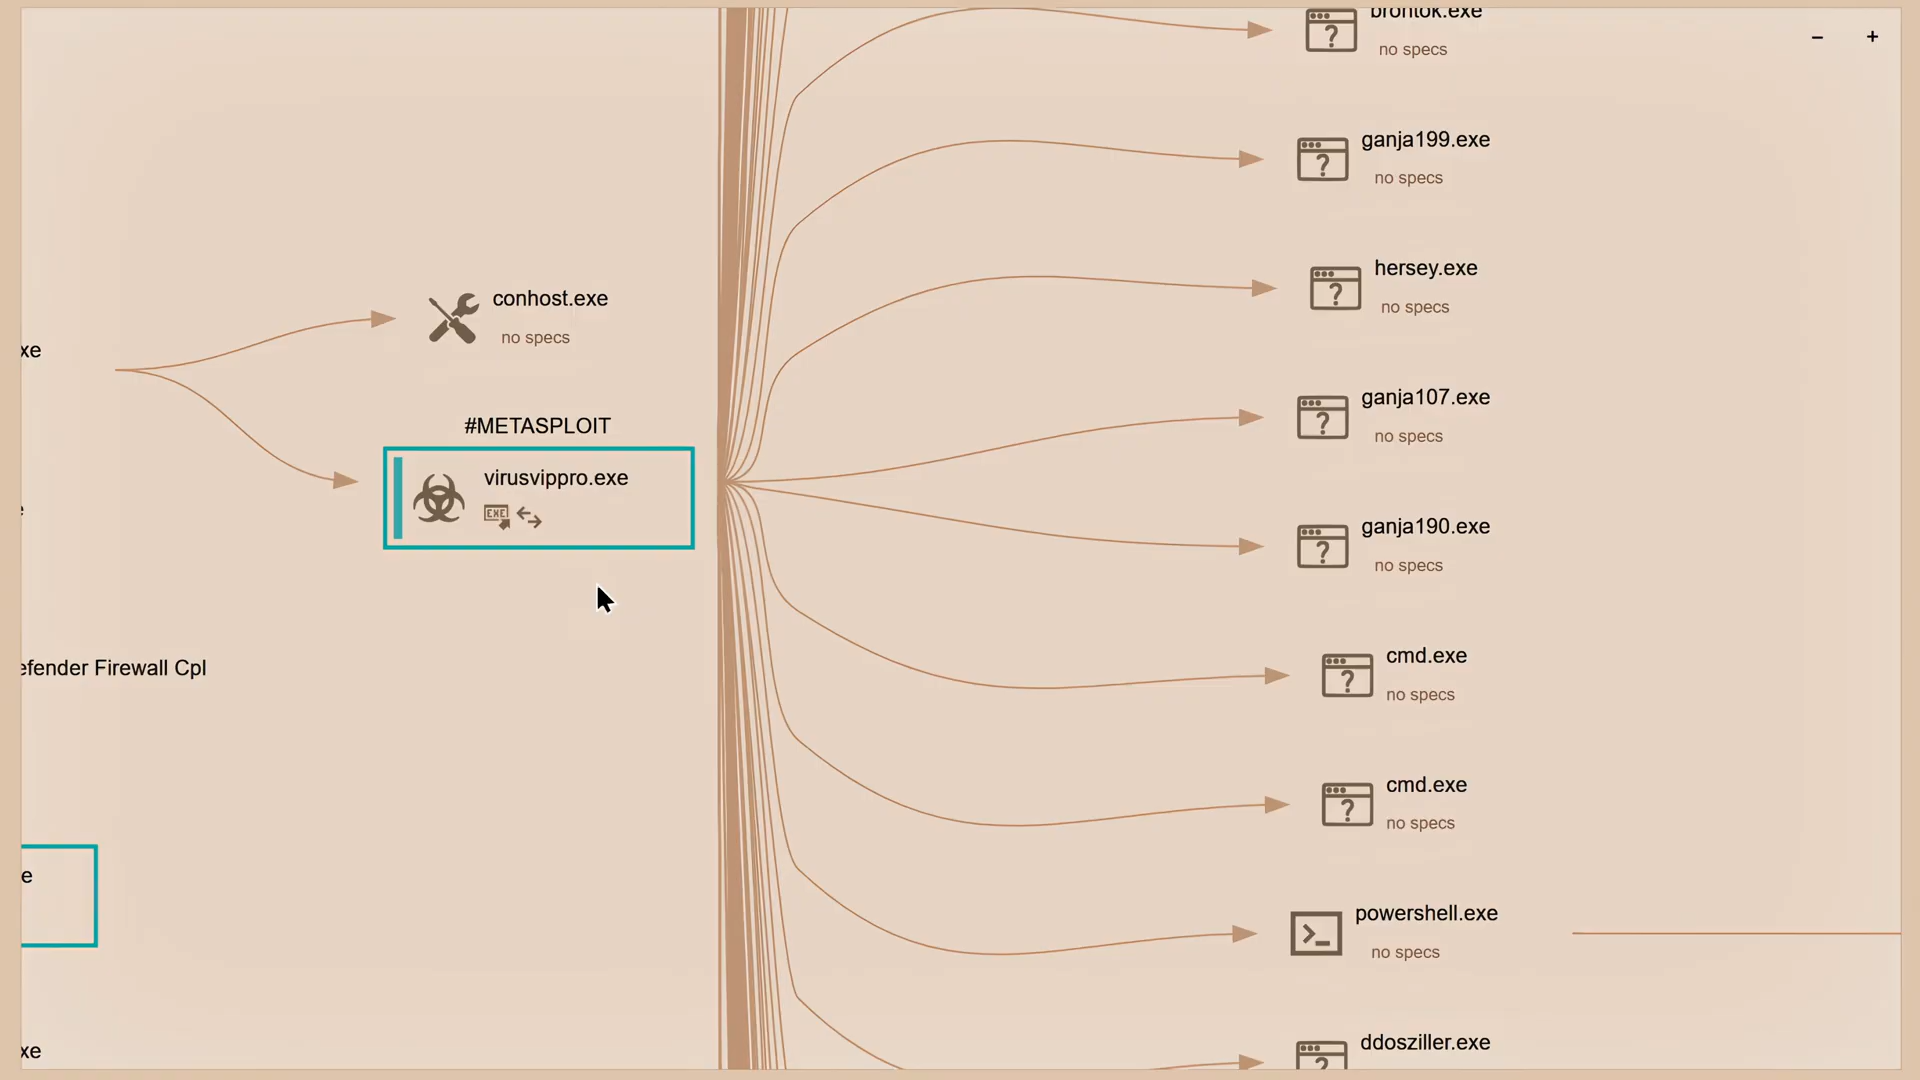 brontok.exe
no specs
− +
ganja199.exe
no specs
hersey.exe
no specs
conhost.exe
no specs
xe
ganja107.exe
no specs
#METASPLOIT
virusvippro.exe
EXE
e
ganja190.exe
no specs
efender Firewall Cpl
cmd.exe
no specs
cmd.exe
no specs
e
powershell.exe
no specs
xe
ddosziller.exe